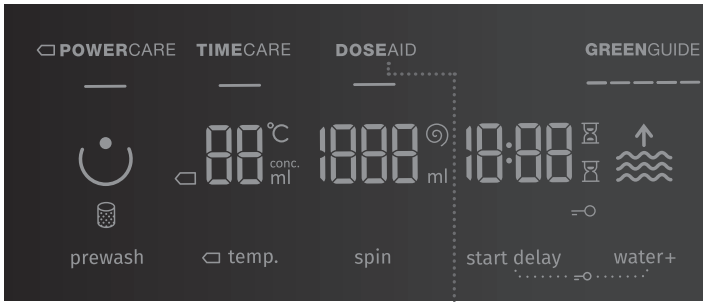 POWERCARE TIMECARE DOSEAID GREENGUIDE
88 °C 1888 18:88
conc.
ml ml
prewash temp. spin start delay water+